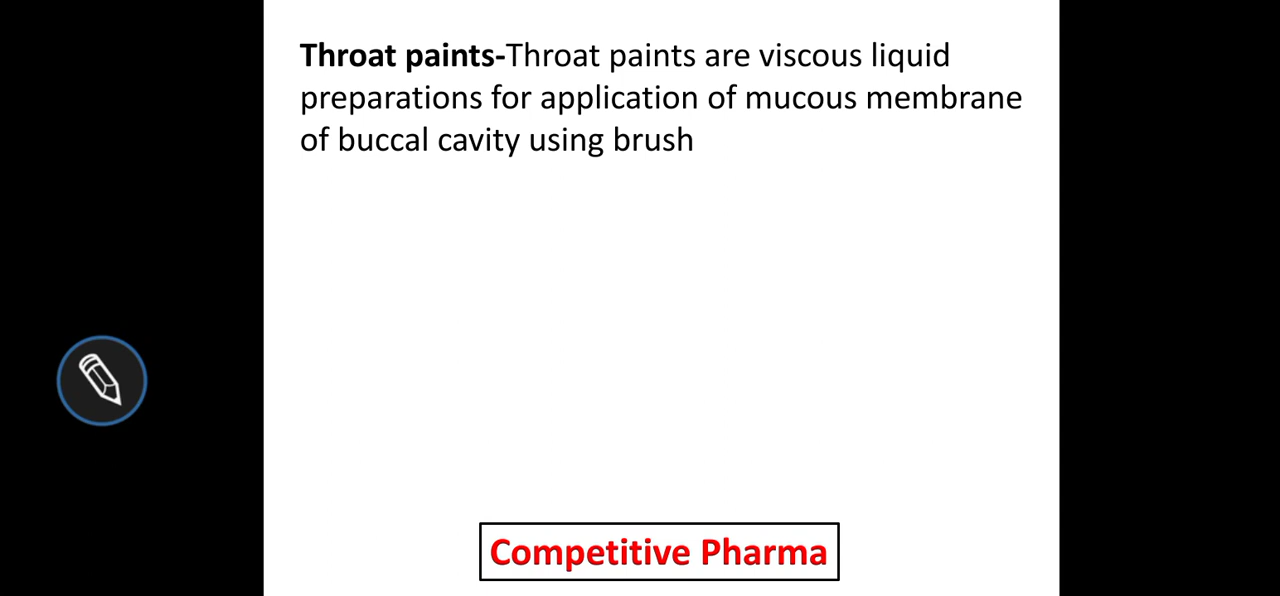 Throat paints-Throat paints are viscous liquid
preparations for application of mucous membrane
of buccal cavity using brush
Competitive Pharma